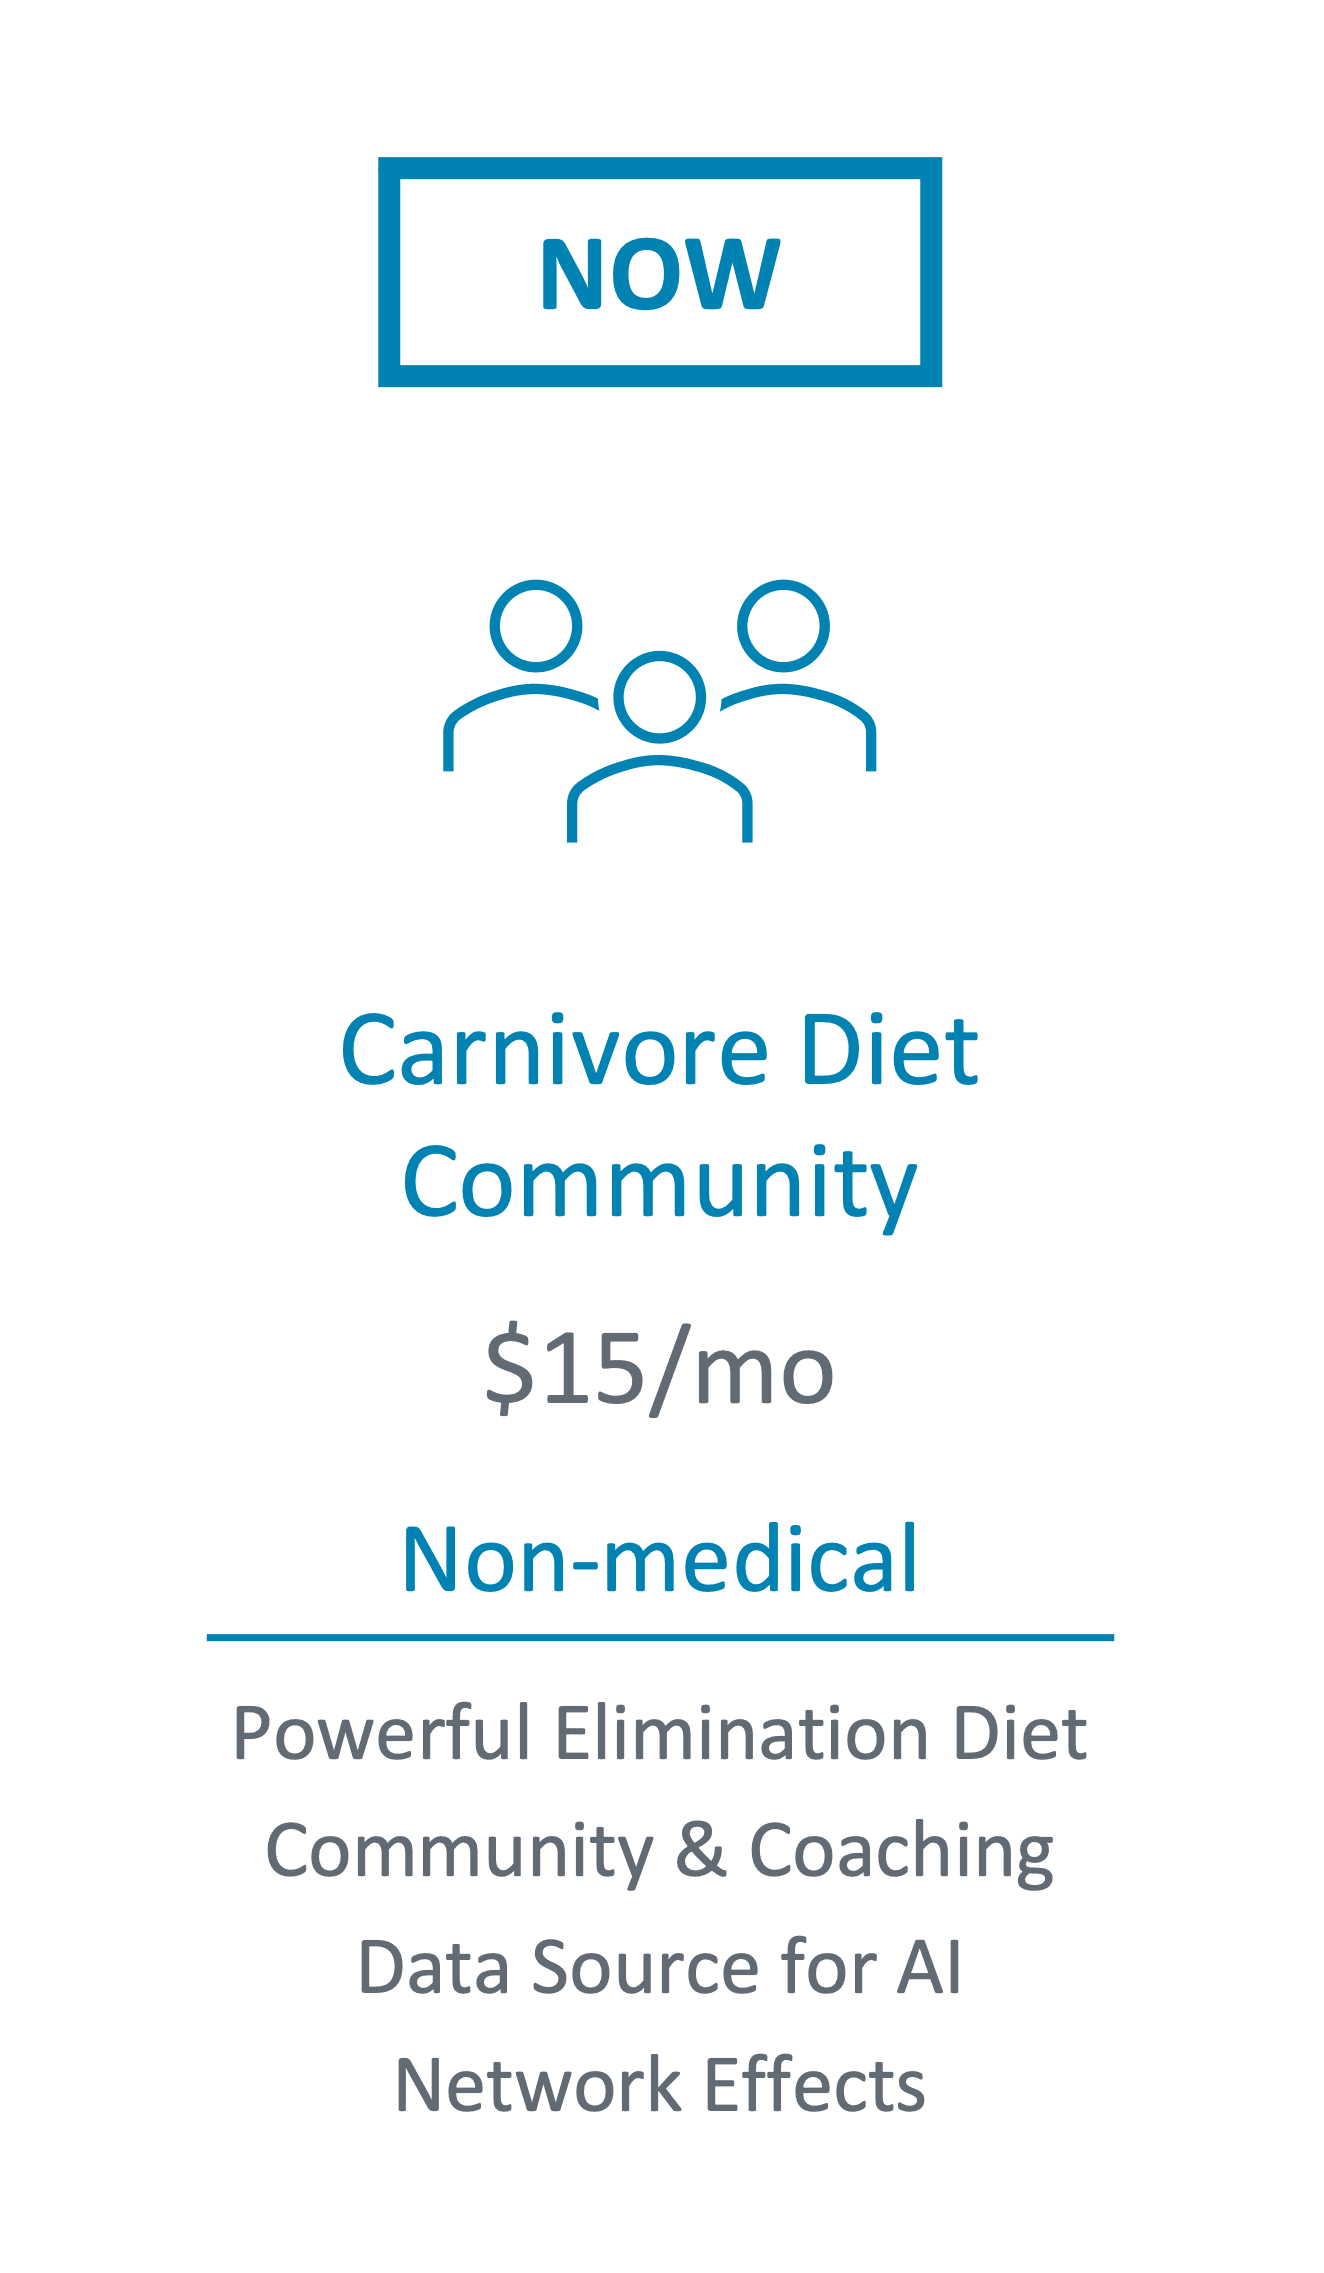 NOW
Carnivore Diet
Community
$15/mo
Non-medical
Powerful Elimination Diet
Community & Coaching
Data Source for AI
Network Effects